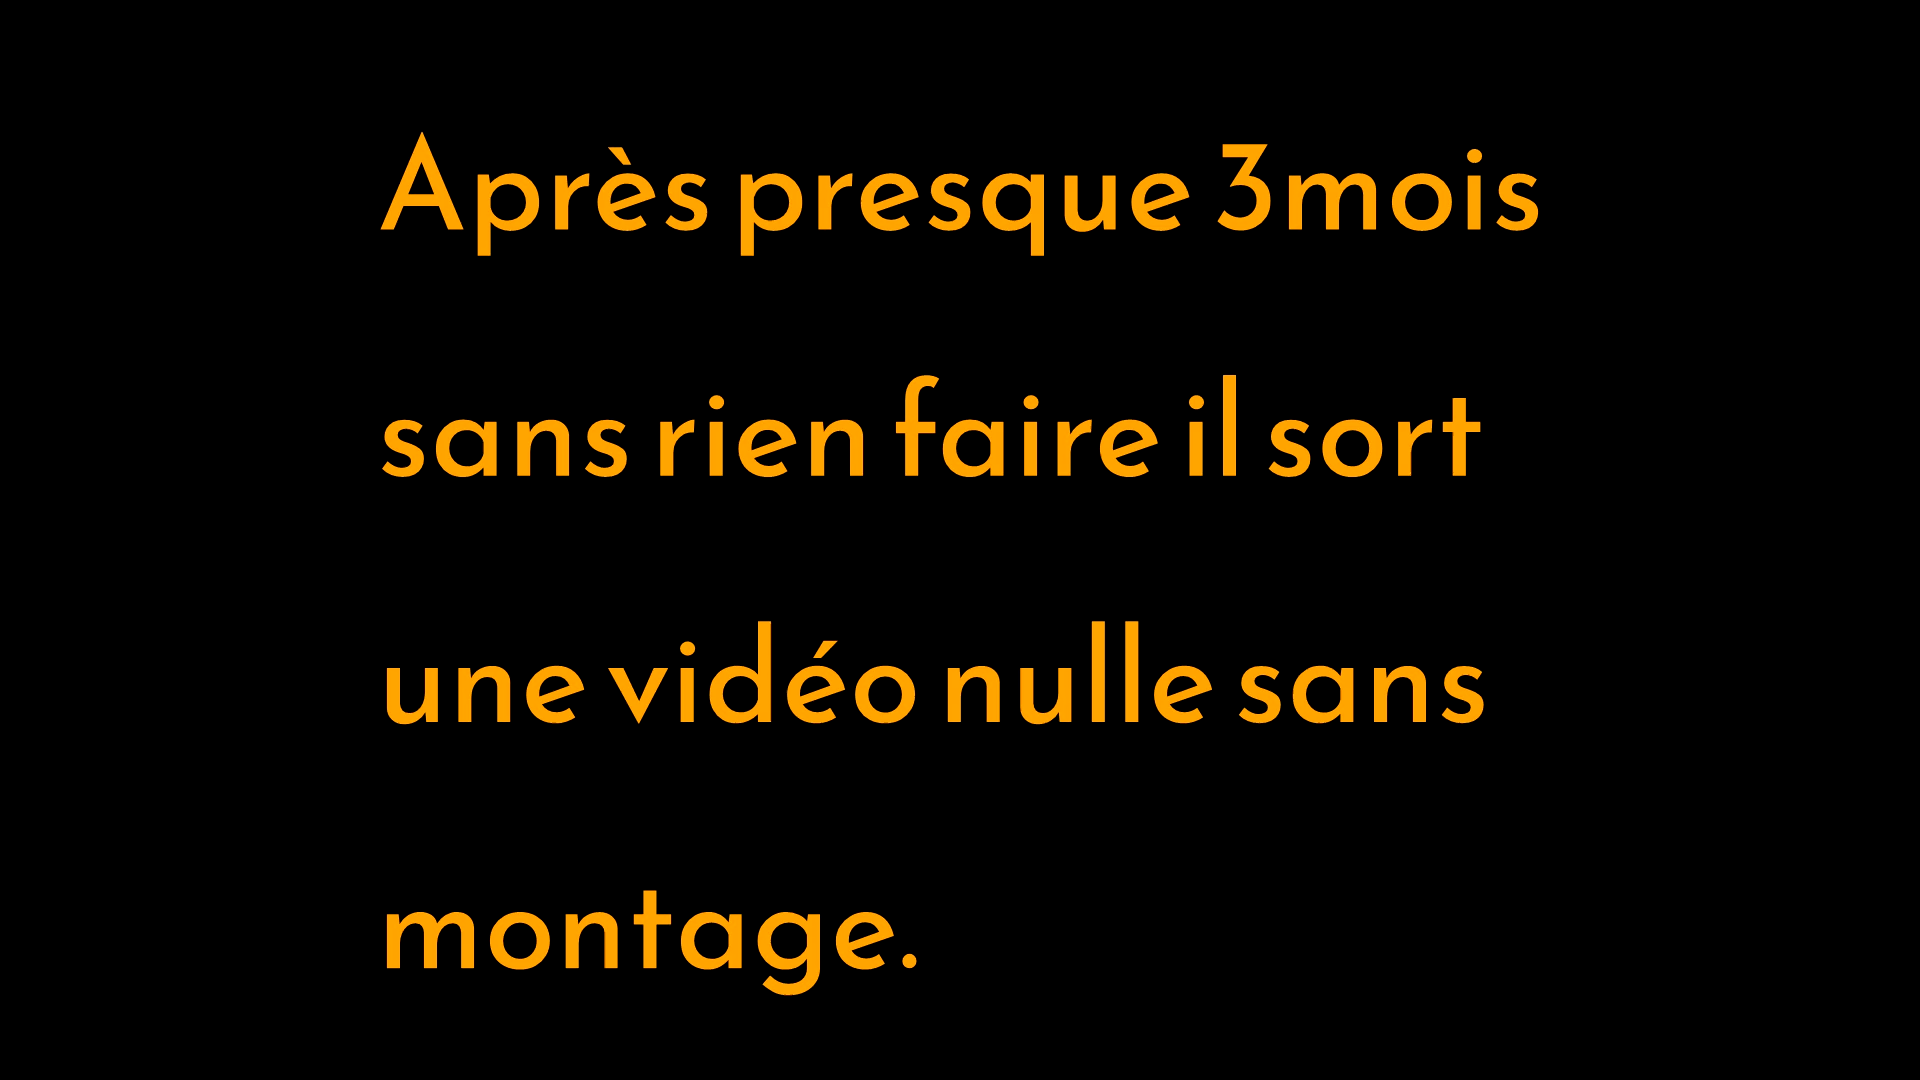 Après presque 3mois
sans rien faire il sort
une vidéo nulle sans
montage.